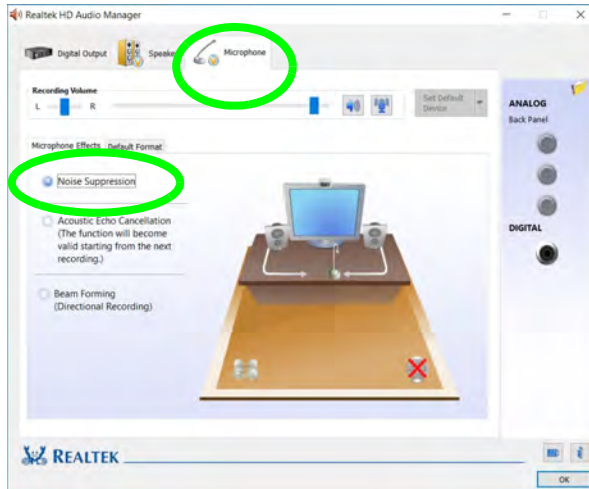 Realtek HD Audio Manager
Digital Output
Speake
Microphone
Recording Volume
L
R
Set Default
Device
ANALOG
Back Panel
Microphone Effects
Default Format
Noise Suppression
Acoustic Echo Cancellation
(The function will become
valid starting from the next
recording.)
Beam Forming
(Directional Recording)
DIGITAL
REALTEK
OK